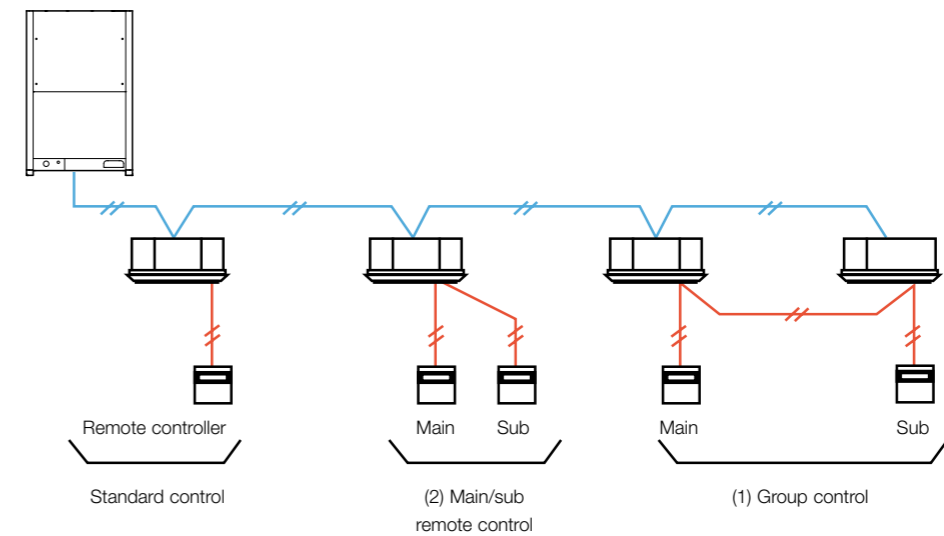 Remote controller
Main
Sub
Main
Sub
Standard control
(2) Main/sub
remote control
(1) Group control